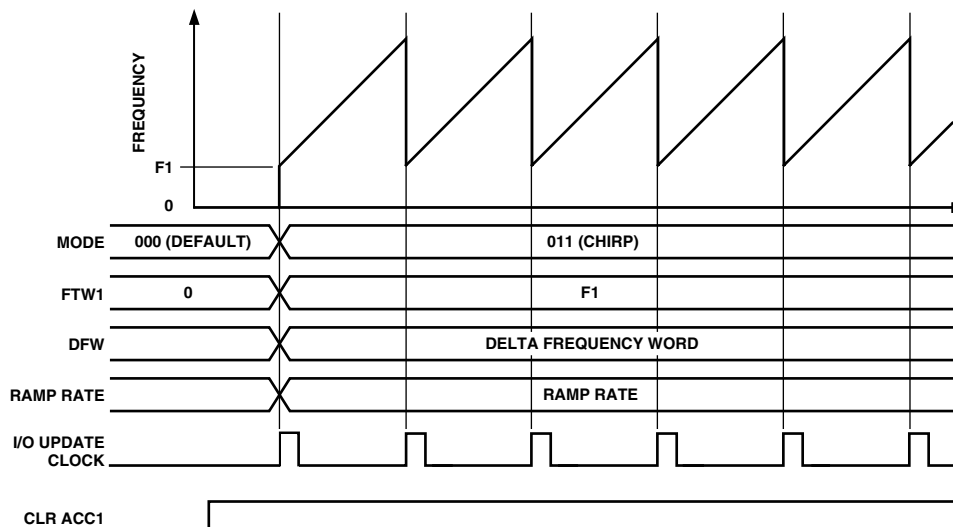 FREQUENCY
F1
0
MODE 000 (DEFAULT) 011 (CHIRP)
FTW1 0 F1
DFW DELTA FREQUENCY WORD
RAMP RATE RAMP RATE
I/O UPDATE
CLOCK
CLR ACC1